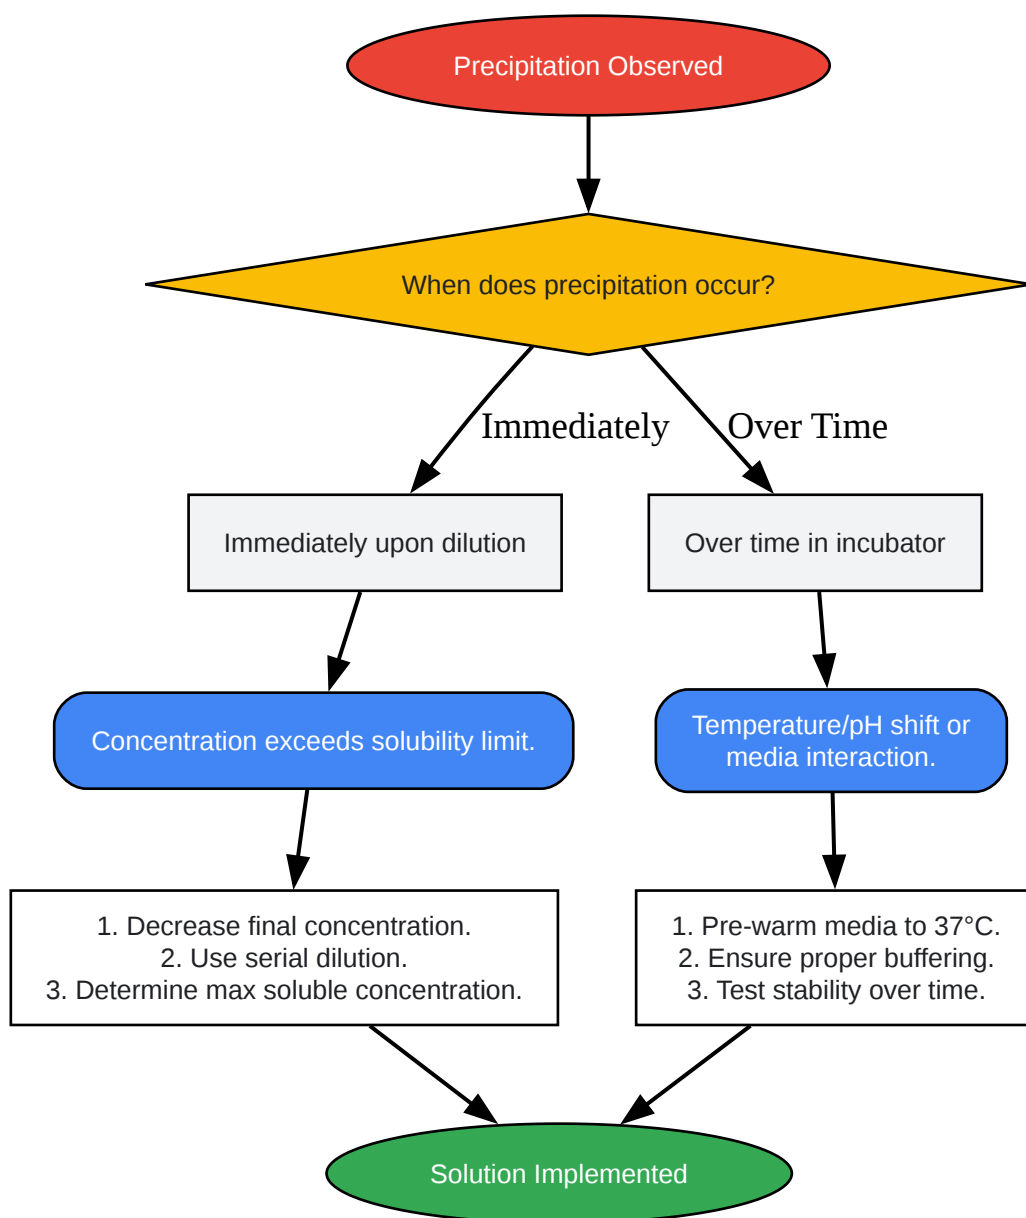 Precipitation Observed
When does precipitation occur?
Immediately
Over Time
Immediately upon dilution
Over time in incubator
Concentration exceeds solubility limit.
Temperature/pH shift or
media interaction.
1. Decrease final concentration.
2. Use serial dilution.
3. Determine max soluble concentration.
1. Pre-warm media to 37°C.
2. Ensure proper buffering.
3. Test stability over time.
Solution Implemented